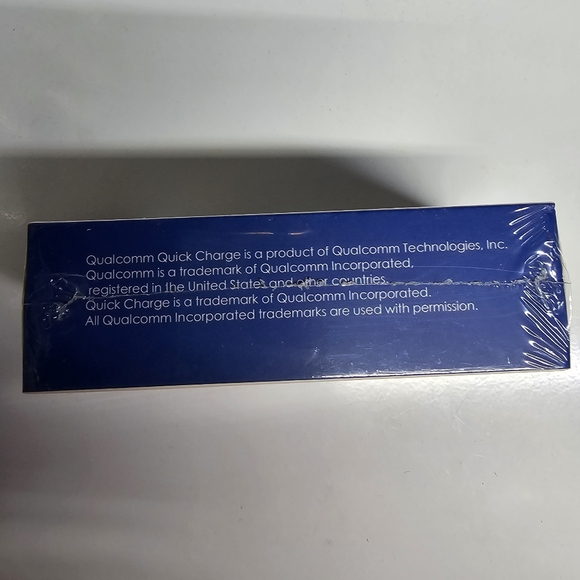 Qualcomm Quick Charge is a product of Qualcomm Technologies, Inc.
Qualcomm is a trademark of Qualcomm Incorporated,
registered in the United States and other countries.
Quick Charge is a trademark of Qualcomm Incorporated.
All Qualcomm Incorporated trademarks are used with permission.